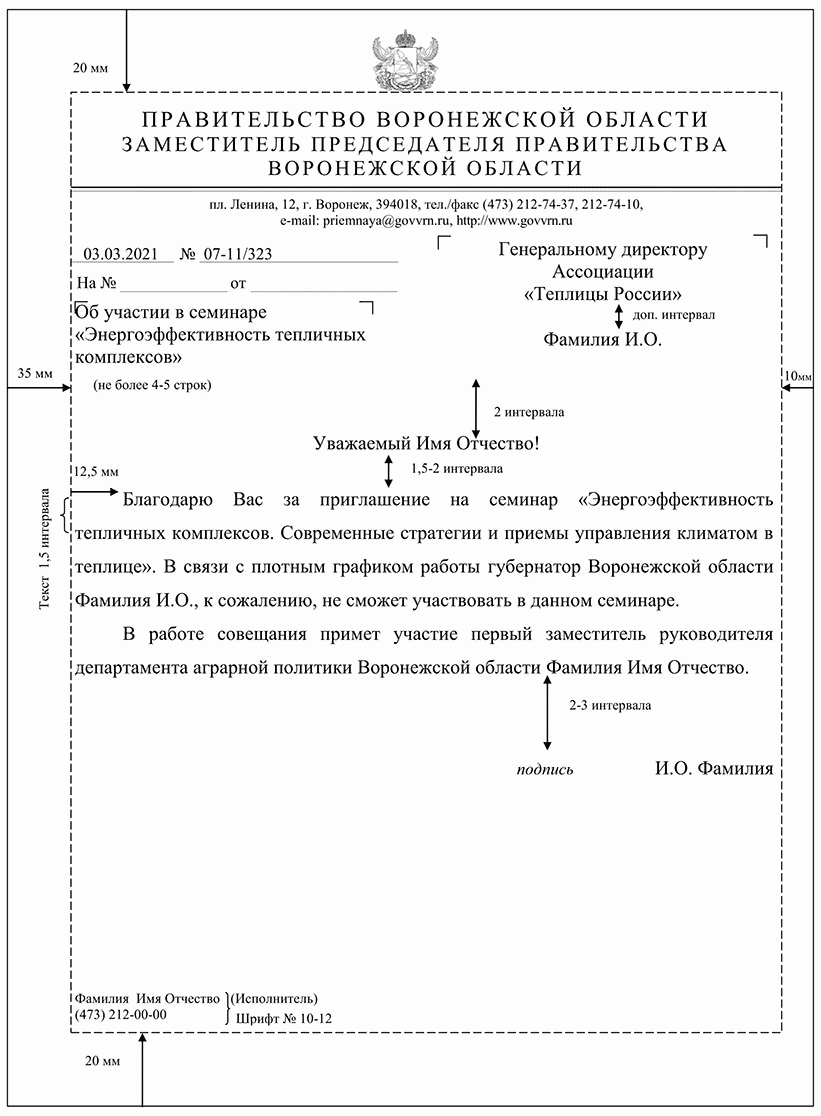 20 мм
ПРАВИТЕЛЬСТВО ВОРОНЕЖСКОЙ ОБЛАСТИ
ЗАМЕСТИТЕЛЬ ПРЕДСЕДАТЕЛЯ ПРАВИТЕЛЬСТВА
ВОРОНЕЖСКОЙ ОБЛАСТИ
пл. Ленина, 12, г. Воронеж, 394018, тел./факс (473) 212-74-37, 212-74-10,
e-mail: priemnaya@govvrn.ru, http://www.govvrn.ru
03.03.2021 № 07-11/323
На № от
Генеральному директору
Ассоциации
«Теплицы России»
доп. интервал
Фамилия И.О.
Об участии в семинаре
«Энергоэффективность тепличных
комплексов»
(не более 4-5 строк)
35 мм
10мм
2 интервала
Уважаемый Имя Отчество!
1,5-2 интервала
12,5 мм
Текст 1,5 интервала
Благодарю Вас за приглашение на семинар «Энергоэффективность
тепличных комплексов. Современные стратегии и приемы управления климатом в
теплице». В связи с плотным графиком работы губернатор Воронежской области
Фамилия И.О., к сожалению, не сможет участвовать в данном семинаре.
В работе совещания примет участие первый заместитель руководителя
департамента аграрной политики Воронежской области Фамилия Имя Отчество.
2-3 интервала
подпись И.О. Фамилия
Фамилия Имя Отчество (Исполнитель)
(473) 212-00-00 Шрифт № 10-12
20 мм